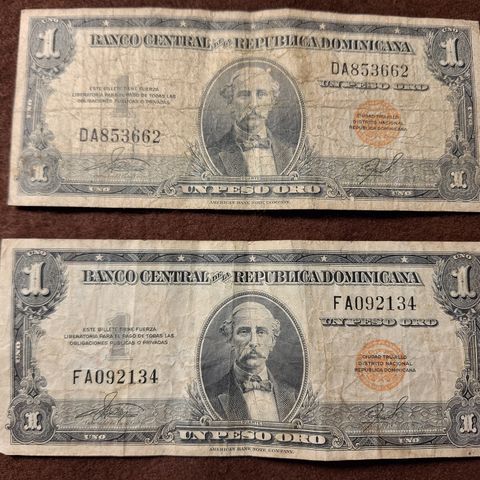 UNO UNO
1 BANCO CENTRAL DE LA REPUBLICA DOMINICANA 1
DA853662
UN PESO ORO
ESTE BILLETE TIENE FUERZA
LIBERATORIA PARA EL PAGO DE TODAS LAS
OBLIGACIONES PUBLICAS O PRIVADAS
CIUDAD TRUJILLO
DISTRITO NACIONAL
REPUBLICA DOMINICANA
DA853662
1 UNO UN PESO ORO UNO 1
AMERICAN BANK NOTE COMPANY.
UNO UNO
1 BANCO CENTRAL DE LA REPUBLICA DOMINICANA 1
FA092134
UN PESO ORO
ESTE BILLETE TIENE FUERZA
LIBERATORIA PARA EL PAGO DE TODAS LAS
OBLIGACIONES PUBLICAS O PRIVADAS
CIUDAD TRUJILLO
DISTRITO NACIONAL
REPUBLICA DOMINICANA
FA092134
1 UNO UN PESO ORO UNO 1
AMERICAN BANK NOTE COMPANY.